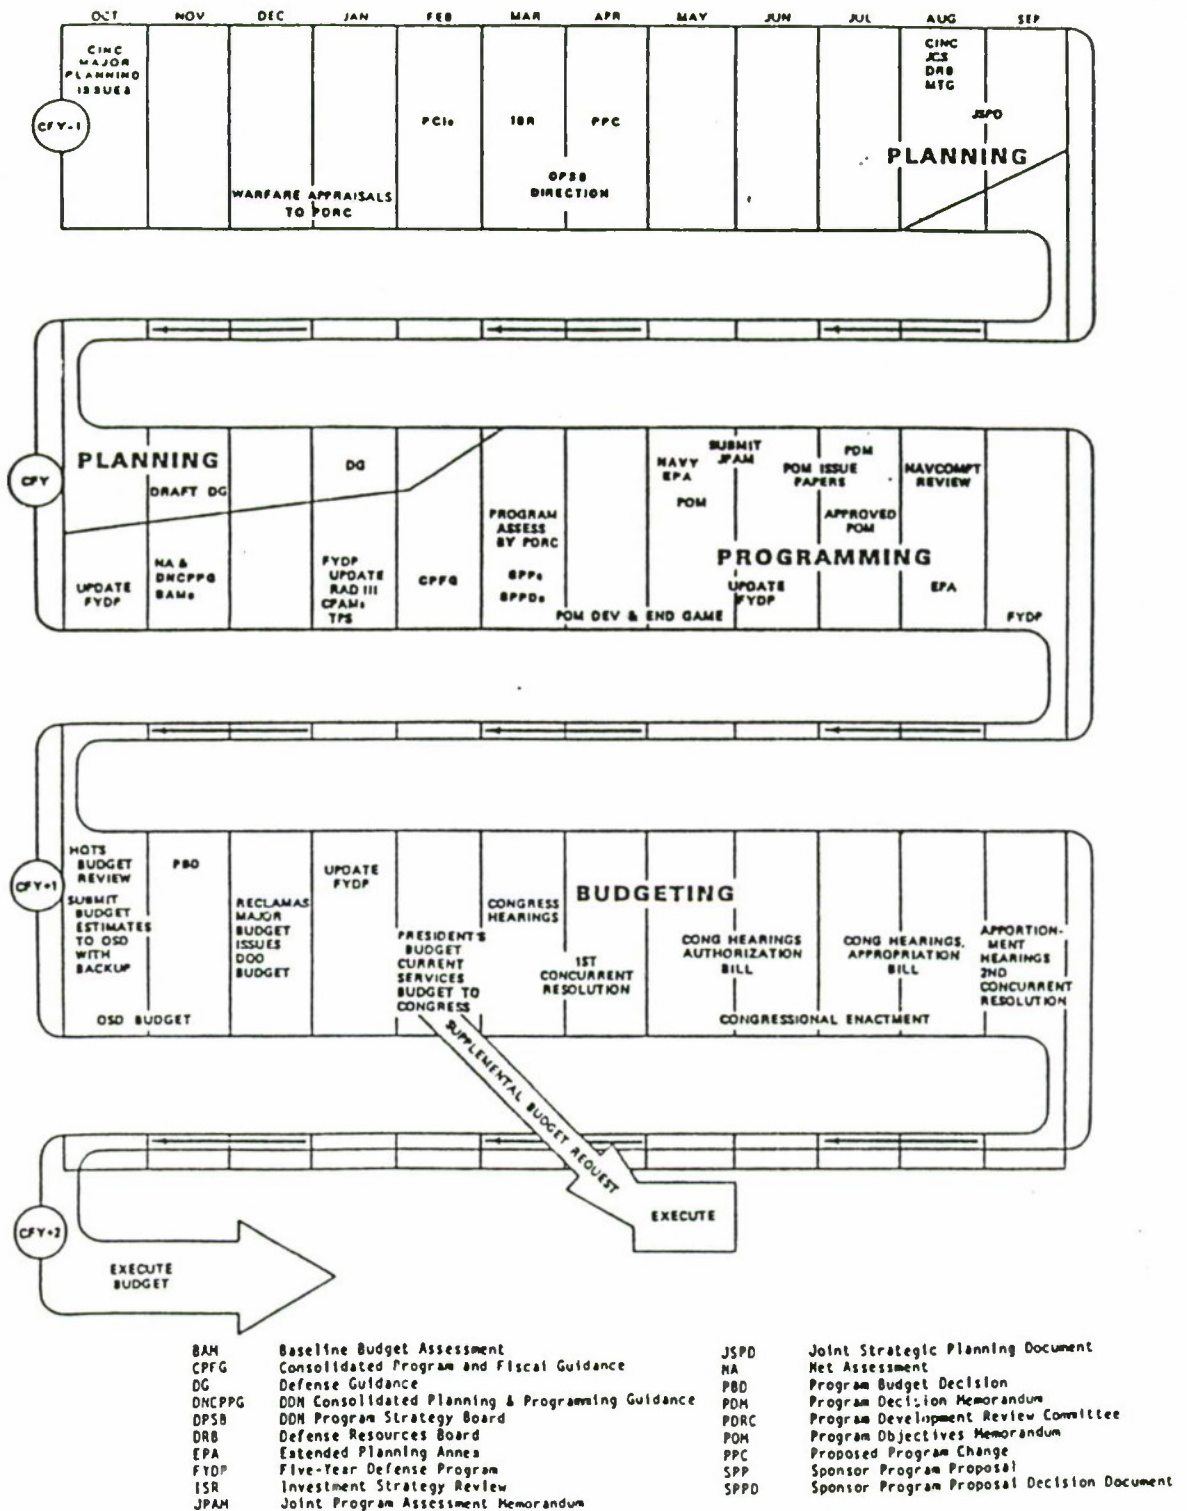 OCT NOV DEC JAN FEB MAR APR MAY JUN JUL AUG SEP
CINC
MAJOR
PLANNING
ISSUES
CFY-1
WARFARE APPRAISALS
TO PDRC
PCIs
ISR
PPC
DPSB
DIRECTION
CINC
JCS
DRB
MTG
JSPD
PLANNING
CFY
PLANNING
DRAFT DG
DG
UPDATE
FYDP
NA &
DNCPPG
BAMs
FYDP
UPDATE
RAD III
CPAMs
TPS
CPFG
PROGRAM
ASSESS
BY PDRC
SPPs
SPPDs
POM DEV & END GAME
NAVY
EPA
POM
SUBMIT
JPAM
PDM
POM ISSUE
PAPERS
APPROVED
POM
NAVCOMPT
REVIEW
PROGRAMMING
UPDATE
FYDP
EPA
FYDP
CFY+1
HQTS
BUDGET
REVIEW
SUBMIT
BUDGET
ESTIMATES
TO OSD
WITH
BACKUP
PBD
OSD BUDGET
RECLAMAS
MAJOR
BUDGET
ISSUES
DOD
BUDGET
UPDATE
FYDP
PRESIDENT'S
BUDGET
CURRENT
SERVICES
BUDGET TO
CONGRESS
CONGRESS
HEARINGS
BUDGETING
1ST
CONCURRENT
RESOLUTION
CONG HEARINGS
AUTHORIZATION
BILL
CONG HEARINGS,
APPROPRIATION
BILL
CONGRESSIONAL ENACTMENT
APPORTION-
MENT
HEARINGS
2ND
CONCURRENT
RESOLUTION
SUPPLEMENTAL BUDGET REQUEST
EXECUTE
CFY+2
EXECUTE
BUDGET
BAM Baseline Budget Assessment
CPFG Consolidated Program and Fiscal Guidance
DG Defense Guidance
DNCPPG DON Consolidated Planning & Programming Guidance
DPSB DON Program Strategy Board
DRB Defense Resources Board
EPA Extended Planning Annex
FYDP Five-Year Defense Program
ISR Investment Strategy Review
JPAM Joint Program Assessment Memorandum
JSPD Joint Strategic Planning Document
NA Net Assessment
PBD Program Budget Decision
PDM Program Decision Memorandum
PDRC Program Development Review Committee
POM Program Objectives Memorandum
PPC Proposed Program Change
SPP Sponsor Program Proposal
SPPD Sponsor Program Proposal Decision Document